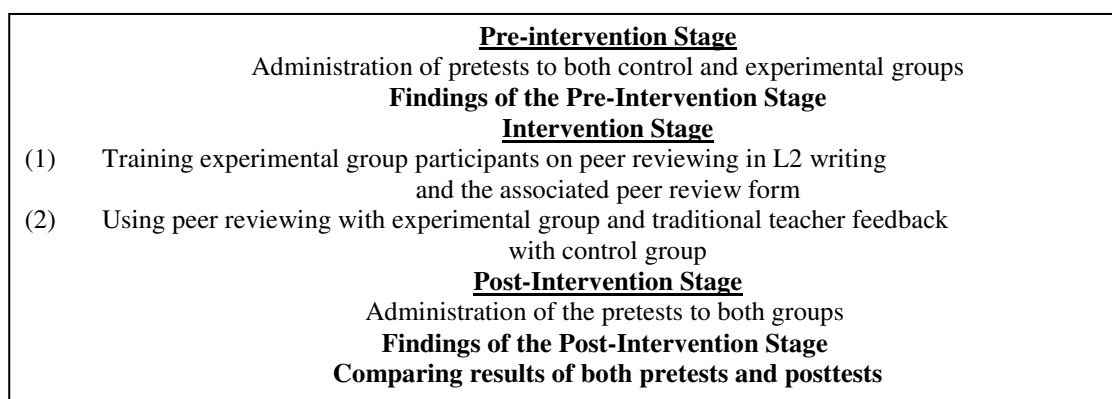 Pre-intervention Stage
Administration of pretests to both control and experimental groups
Findings of the Pre-Intervention Stage
Intervention Stage
(1) Training experimental group participants on peer reviewing in L2 writing
and the associated peer review form
(2) Using peer reviewing with experimental group and traditional teacher feedback
with control group
Post-Intervention Stage
Administration of the pretests to both groups
Findings of the Post-Intervention Stage
Comparing results of both pretests and posttests